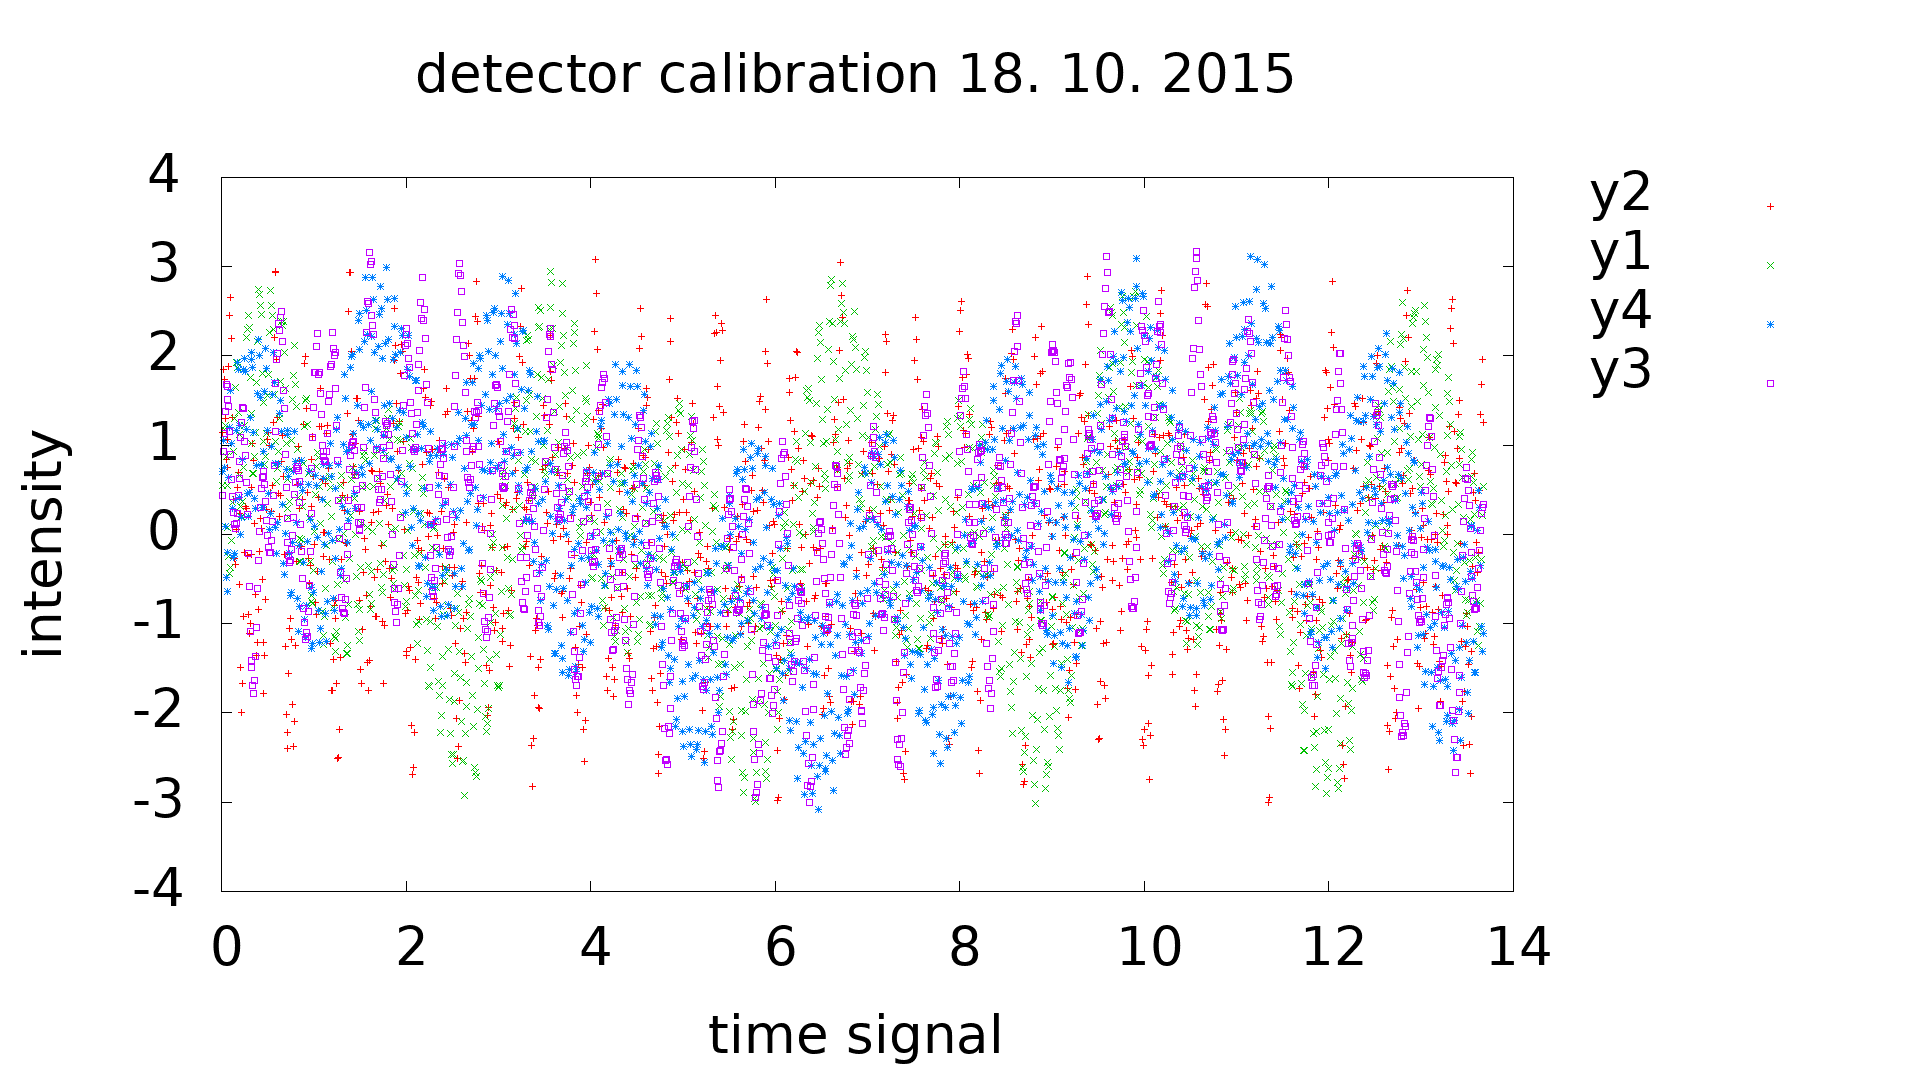 detector calibration 18. 10. 2015
4
3
2
1
0
-1
-2
-3
-4
intensity
0 2 4 6 8 10 12 14
time signal
y2
y1
y4
y3